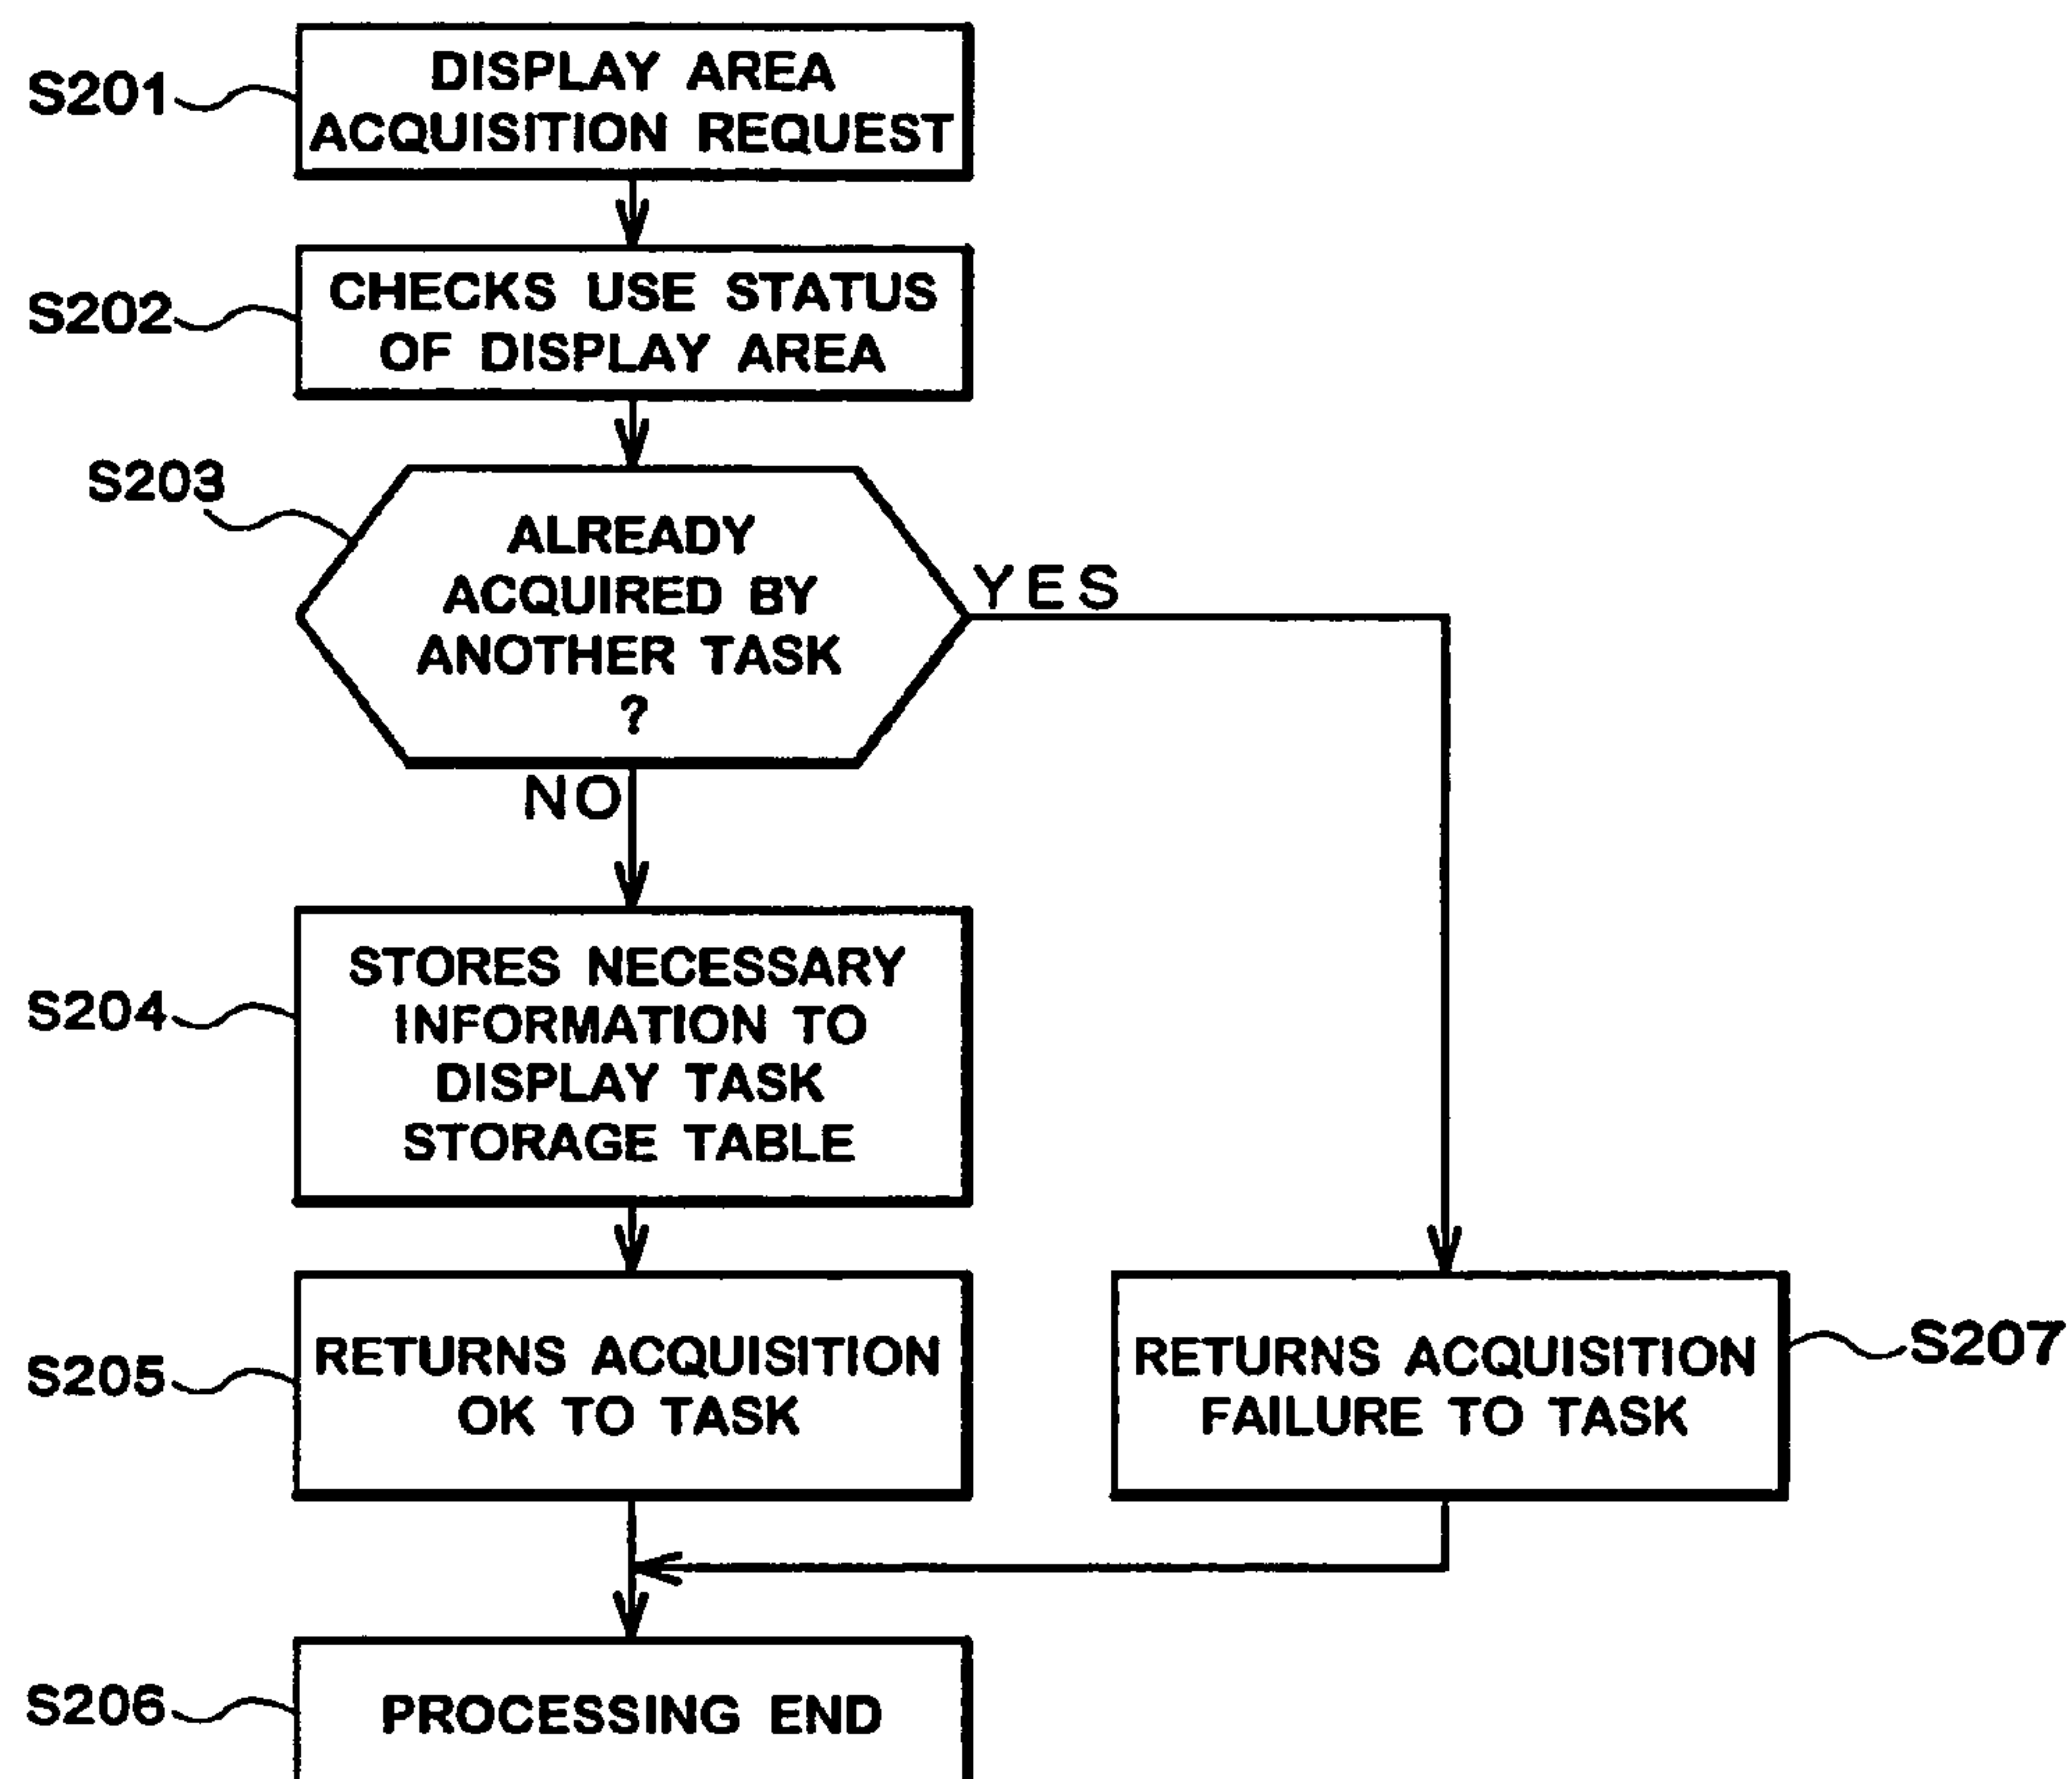 S201
DISPLAY AREA
ACQUISITION REQUEST
S202
CHECKS USE STATUS
OF DISPLAY AREA
S203
ALREADY
ACQUIRED BY
ANOTHER TASK
?
YES
NO
S204
STORES NECESSARY
INFORMATION TO
DISPLAY TASK
STORAGE TABLE
S205
RETURNS ACQUISITION
OK TO TASK
RETURNS ACQUISITION
FAILURE TO TASK
S207
S206
PROCESSING END